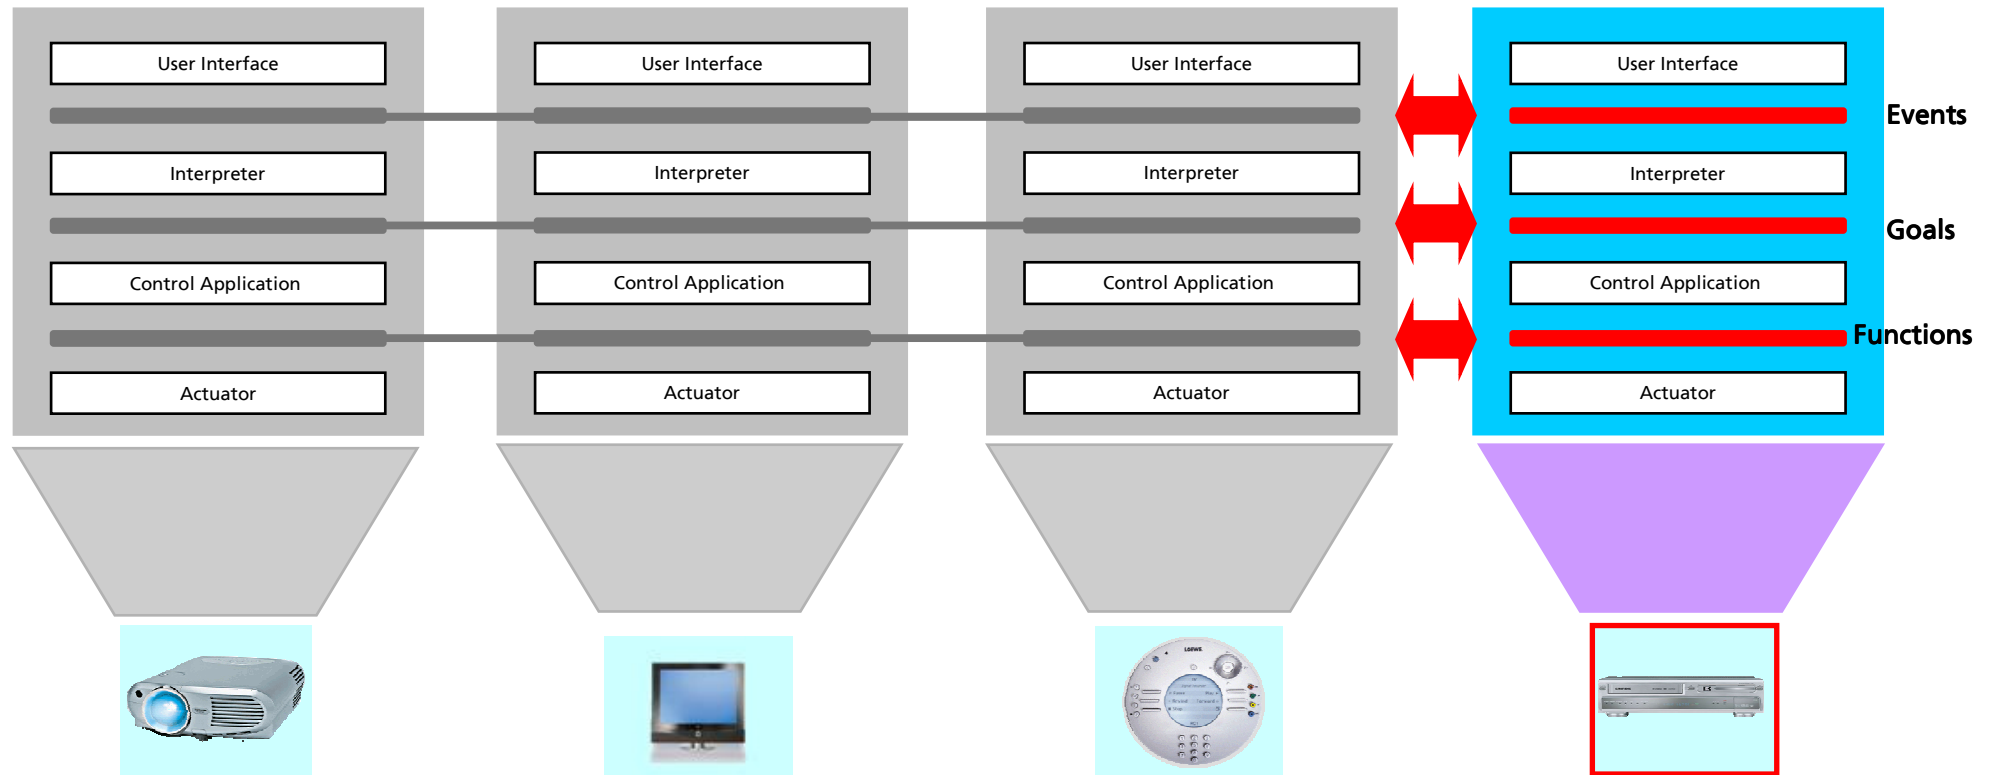 User Interface
User Interface
User Interface
User Interface
Events
Interpreter
Interpreter
Interpreter
Interpreter
Goals
Control Application
Control Application
Control Application
Control Application
Functions
Actuator
Actuator
Actuator
Actuator
LOEWE.